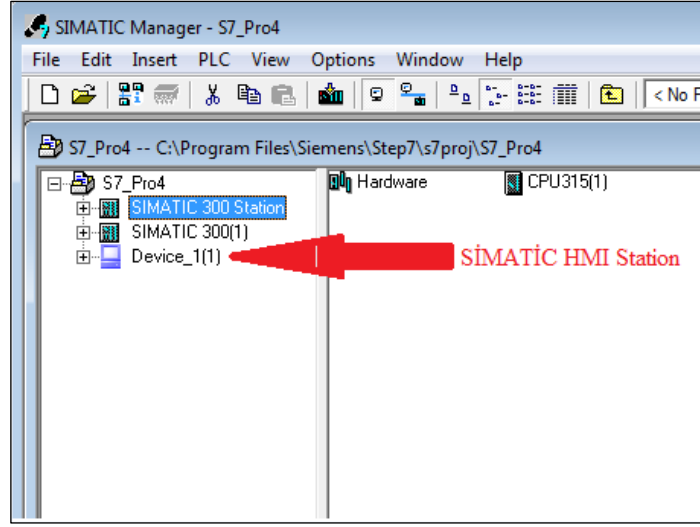 SIMATIC Manager - S7_Pro4
File Edit Insert PLC View Options Window Help
< No F
S7_Pro4 -- C:\Program Files\Siemens\Step7\s7proj\S7_Pro4
S7_Pro4
SIMATIC 300 Station
SIMATIC 300(1)
Device_1(1)
Hardware CPU315(1)
SİMATİC HMI Station